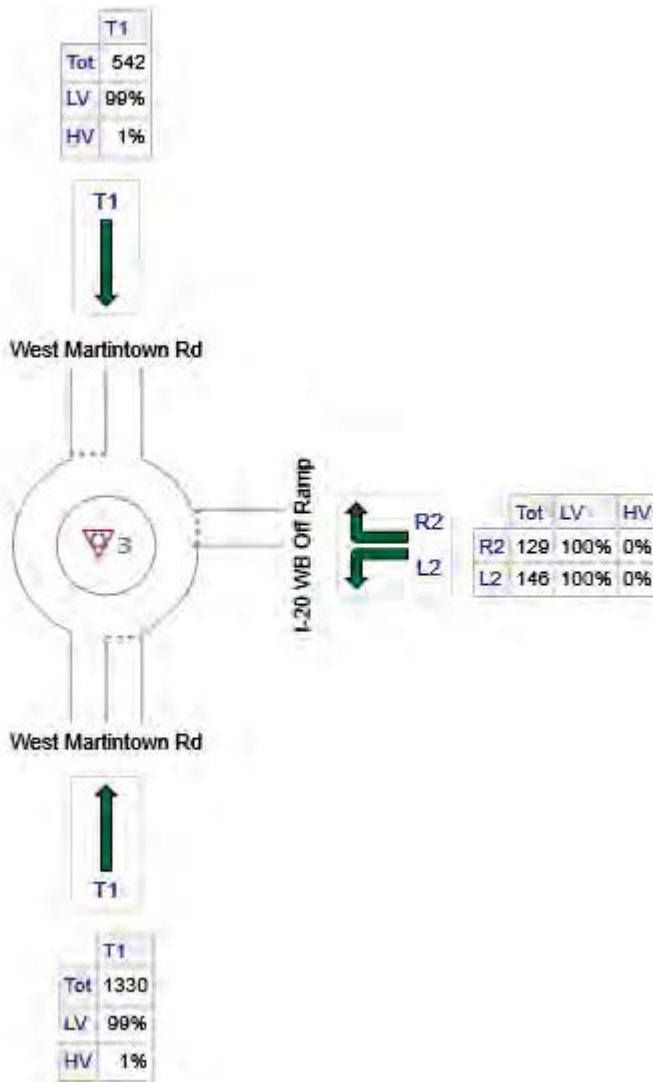 T1
Tot 542
LV 99%
HV 1%
T1
West Martintown Rd
3
I-20 WB Off Ramp
R2
L2
Tot LV HV
R2 129 100% 0%
L2 146 100% 0%
West Martintown Rd
T1
T1
Tot 1330
LV 99%
HV 1%